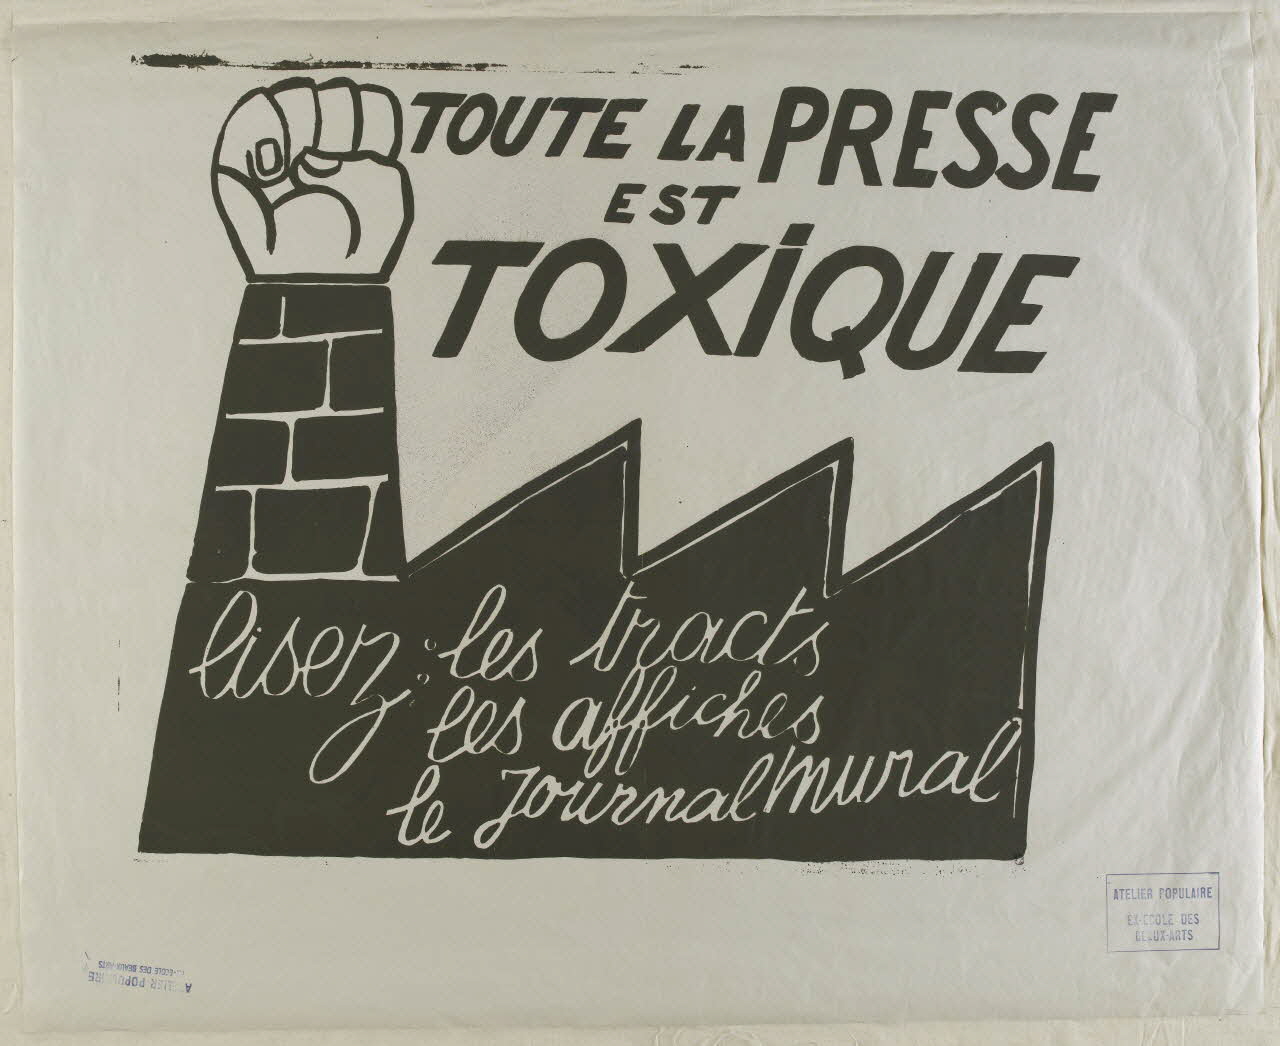 TOUTE LA PRESSE
EST
TOXiQUE
lisez: les tracts
les affiches
le Journal mural
ATELIER POPULAIRE
EX-ECOLE DES
BEAUX-ARTS
ATELIER POPULAIRE
EX-ECOLE DES BEAUX-ARTS